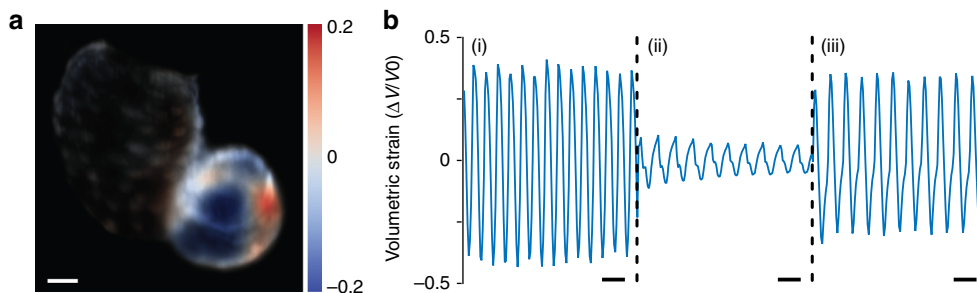 a
0.2
0
−0.2
b
Volumetric strain (ΔV/V0)
0.5
0
−0.5
(i)
(ii)
(iii)